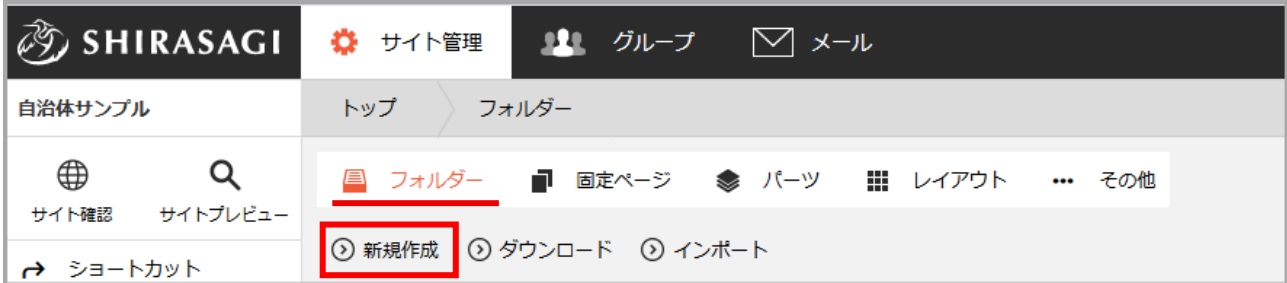 SHIRASAGI サイト管理 グループ メール
自治体サンプル トップ フォルダー
フォルダー 固定ページ パーツ レイアウト ••• その他
サイト確認 サイトプレビュー
新規作成 ダウンロード インポート
ショートカット